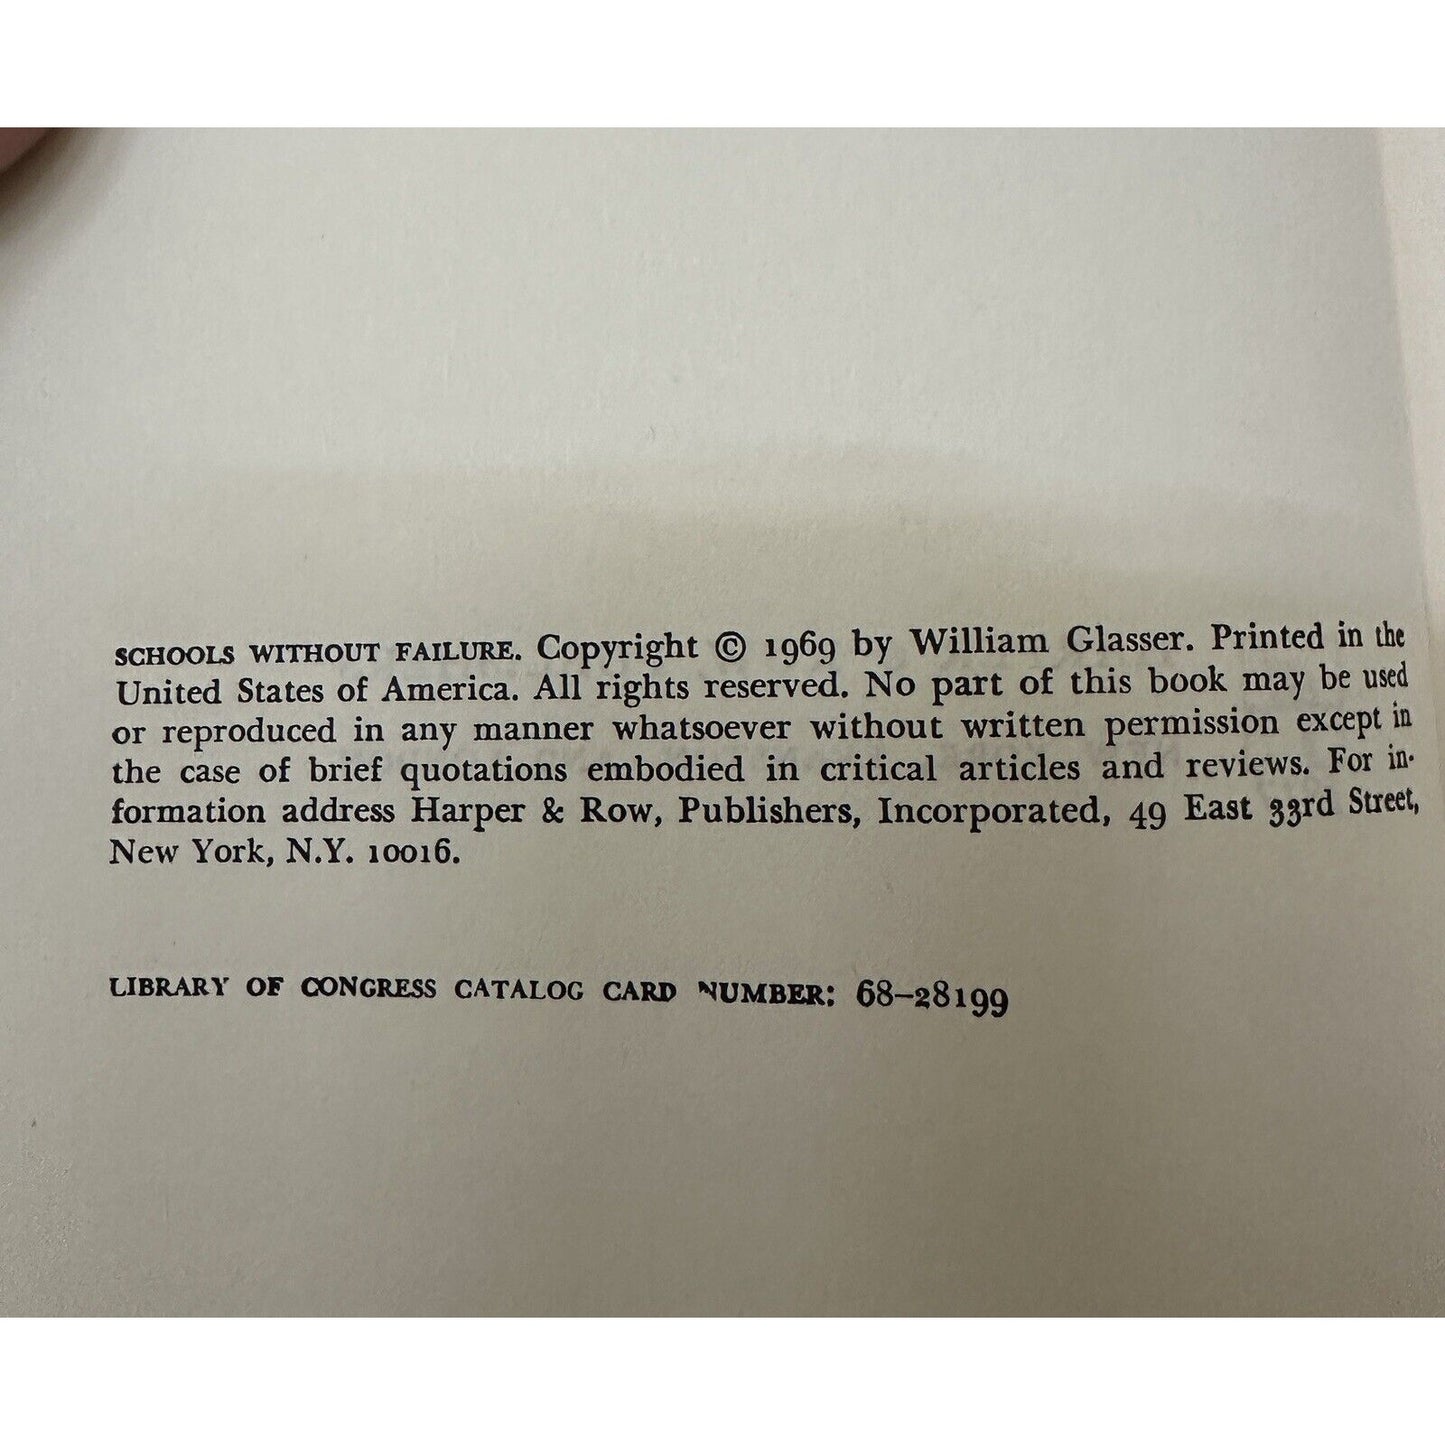 SCHOOLS WITHOUT FAILURE. Copyright © 1969 by William Glasser. Printed in the
United States of America. All rights reserved. No part of this book may be used
or reproduced in any manner whatsoever without written permission except in
the case of brief quotations embodied in critical articles and reviews. For in-
formation address Harper & Row, Publishers, Incorporated, 49 East 33rd Street,
New York, N.Y. 10016.
LIBRARY OF CONGRESS CATALOG CARD NUMBER: 68–28199